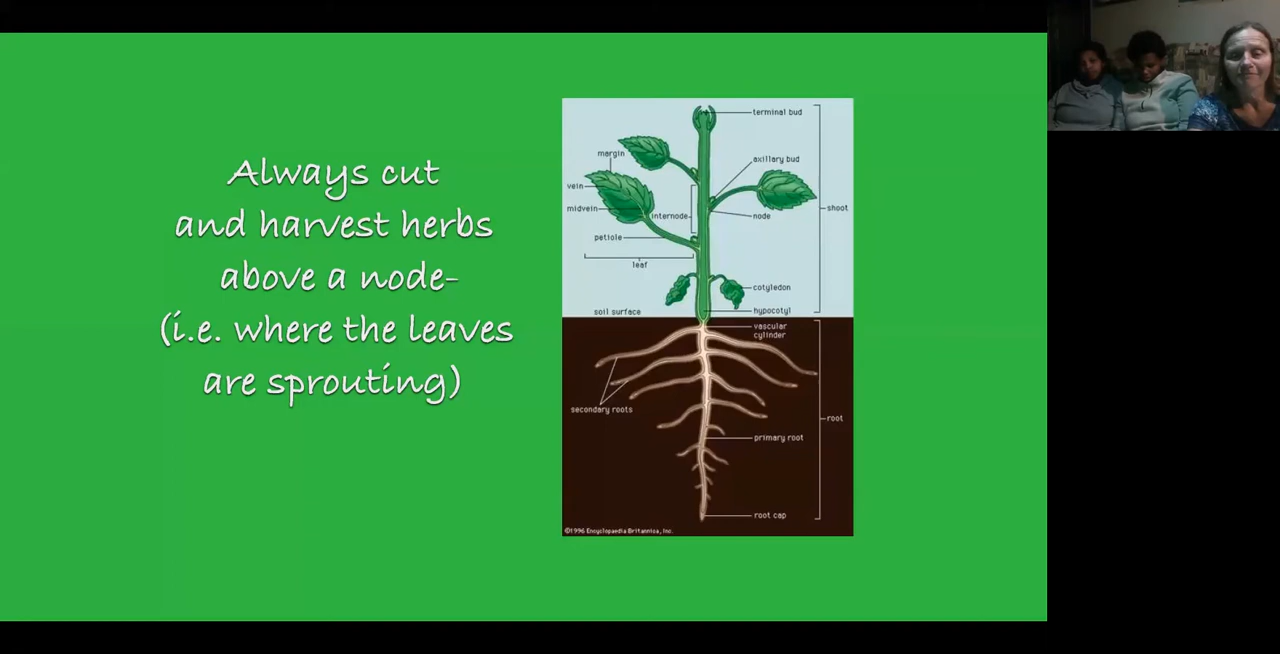 Always cut
and harvest herbs
above a node-
(i.e. where the leaves
are sprouting)
terminal bud
margin
axillary bud
vein
midvein
internode
node
shoot
petiole
leaf
cotyledon
soil surface
hypocotyl
vascular
cylinder
secondary roots
root
primary root
root cap
©1996 Encyclopaedia Britannica, Inc.